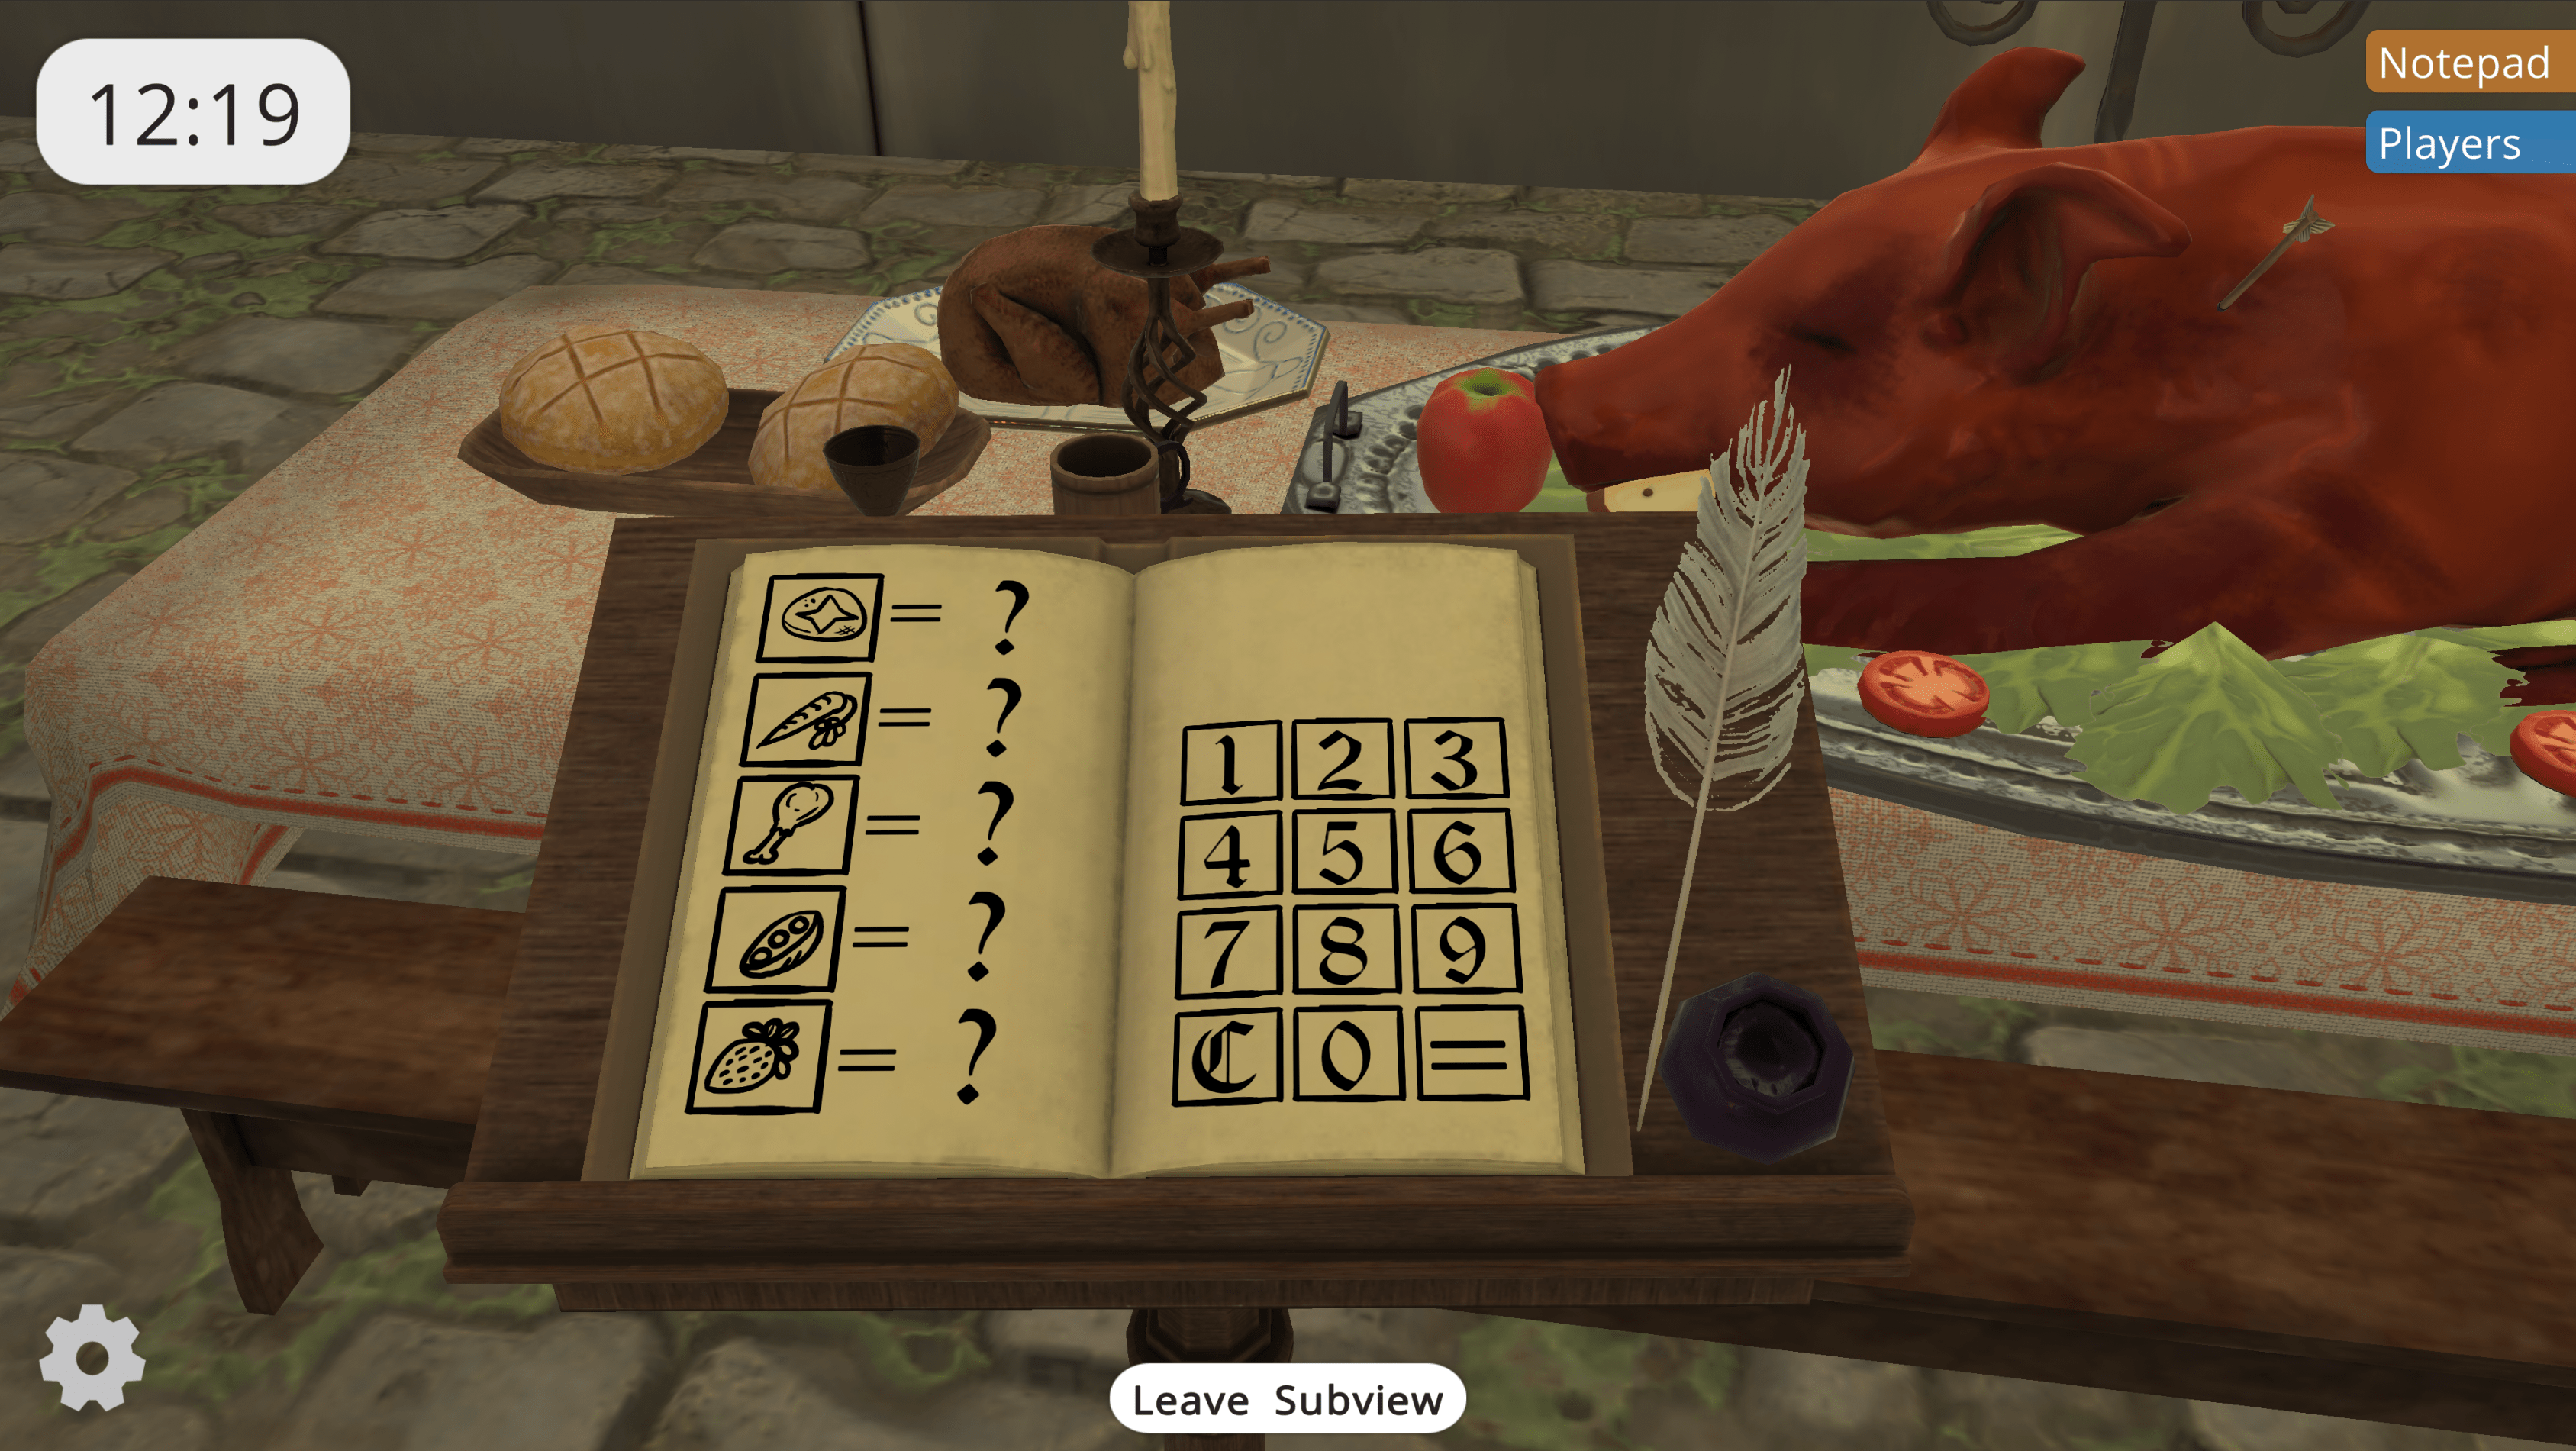 12:19
Notepad
Players
= ?
= ?
= ?
= ?
= ?
1 2 3
4 5 6
7 8 9
C 0 =
Leave Subview